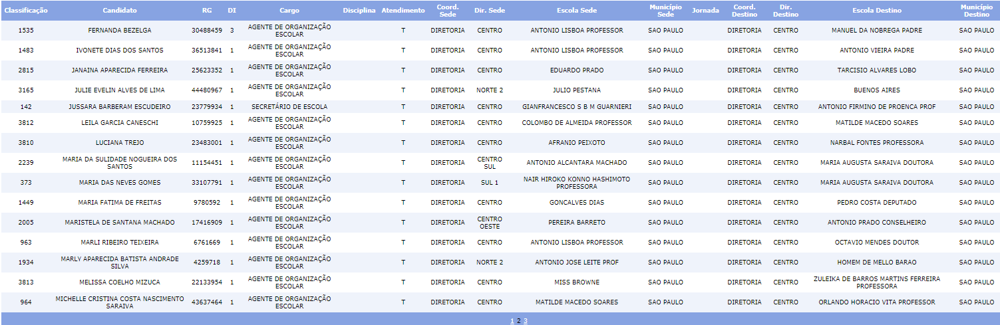 Classificação Candidato RG DI Cargo Disciplina Atendimento Coord. Sede Dir. Sede Escola Sede Município Sede Jornada Coord. Destino Dir. Destino Escola Destino Município Destino
1535 FERNANDA BEZELGA 30488459 3 AGENTE DE ORGANIZAÇÃO ESCOLAR T DIRETORIA CENTRO ANTONIO LISBOA PROFESSOR SAO PAULO DIRETORIA CENTRO MANUEL DA NOBREGA PADRE SAO PAULO
1483 IVONETE DIAS DOS SANTOS 36513841 1 AGENTE DE ORGANIZAÇÃO ESCOLAR T DIRETORIA CENTRO ANTONIO LISBOA PROFESSOR SAO PAULO DIRETORIA CENTRO ANTONIO VIEIRA PADRE SAO PAULO
2815 JANAINA APARECIDA FERREIRA 25623352 1 AGENTE DE ORGANIZAÇÃO ESCOLAR T DIRETORIA CENTRO EDUARDO PRADO SAO PAULO DIRETORIA CENTRO TARCISIO ALVARES LOBO SAO PAULO
3165 JULIE EVELIN ALVES DE LIMA 44480967 1 AGENTE DE ORGANIZAÇÃO ESCOLAR T DIRETORIA NORTE 2 JULIO PESTANA SAO PAULO DIRETORIA CENTRO BUENOS AIRES SAO PAULO
142 JUSSARA BARBERAM ESCUDEIRO 23779934 1 SECRETÁRIO DE ESCOLA T DIRETORIA CENTRO GIANFRANCESCO S B M GUARNIERI SAO PAULO DIRETORIA CENTRO ANTONIO FIRMINO DE PROENCA PROF SAO PAULO
3812 LEILA GARCIA CANESCHI 10759925 1 AGENTE DE ORGANIZAÇÃO ESCOLAR T DIRETORIA CENTRO COLOMBO DE ALMEIDA PROFESSOR SAO PAULO DIRETORIA CENTRO MATILDE MACEDO SOARES SAO PAULO
3810 LUCIANA TREJO 23483001 1 AGENTE DE ORGANIZAÇÃO ESCOLAR T DIRETORIA CENTRO AFRANIO PEIXOTO SAO PAULO DIRETORIA CENTRO NARBAL FONTES PROFESSORA SAO PAULO
2239 MARIA DA SULIDADE NOGUEIRA DOS SANTOS 11154451 1 AGENTE DE ORGANIZAÇÃO ESCOLAR T DIRETORIA CENTRO SUL ANTONIO ALCANTARA MACHADO SAO PAULO DIRETORIA CENTRO MARIA AUGUSTA SARAIVA DOUTORA SAO PAULO
373 MARIA DAS NEVES GOMES 33107791 1 AGENTE DE ORGANIZAÇÃO ESCOLAR T DIRETORIA SUL 1 NAIR HIROKO KONNO HASHIMOTO PROFESSORA SAO PAULO DIRETORIA CENTRO MARIA AUGUSTA SARAIVA DOUTORA SAO PAULO
1449 MARIA FATIMA DE FREITAS 9780592 1 AGENTE DE ORGANIZAÇÃO ESCOLAR T DIRETORIA CENTRO GONCALVES DIAS SAO PAULO DIRETORIA CENTRO PEDRO COSTA DEPUTADO SAO PAULO
2005 MARISTELA DE SANTANA MACHADO 17416909 1 AGENTE DE ORGANIZAÇÃO ESCOLAR T DIRETORIA CENTRO OESTE PEREIRA BARRETO SAO PAULO DIRETORIA CENTRO ANTONIO PRADO CONSELHEIRO SAO PAULO
963 MARLI RIBEIRO TEIXEIRA 6761669 1 AGENTE DE ORGANIZAÇÃO ESCOLAR T DIRETORIA CENTRO ANTONIO LISBOA PROFESSOR SAO PAULO DIRETORIA CENTRO OCTAVIO MENDES DOUTOR SAO PAULO
1934 MARLY APARECIDA BATISTA ANDRADE SILVA 4259718 1 AGENTE DE ORGANIZAÇÃO ESCOLAR T DIRETORIA NORTE 2 ANTONIO JOSE LEITE PROF SAO PAULO DIRETORIA CENTRO HOMEM DE MELLO BARAO SAO PAULO
3813 MELISSA COELHO MIZUCA 22133954 1 AGENTE DE ORGANIZAÇÃO ESCOLAR T DIRETORIA CENTRO MISS BROWNE SAO PAULO DIRETORIA CENTRO ZULEIKA DE BARROS MARTINS FERREIRA PROFESSORA SAO PAULO
964 MICHELLE CRISTINA COSTA NASCIMENTO SARAIVA 43637464 1 AGENTE DE ORGANIZAÇÃO ESCOLAR T DIRETORIA CENTRO MATILDE MACEDO SOARES SAO PAULO DIRETORIA CENTRO ORLANDO HORACIO VITA PROFESSOR SAO PAULO
1 2 3